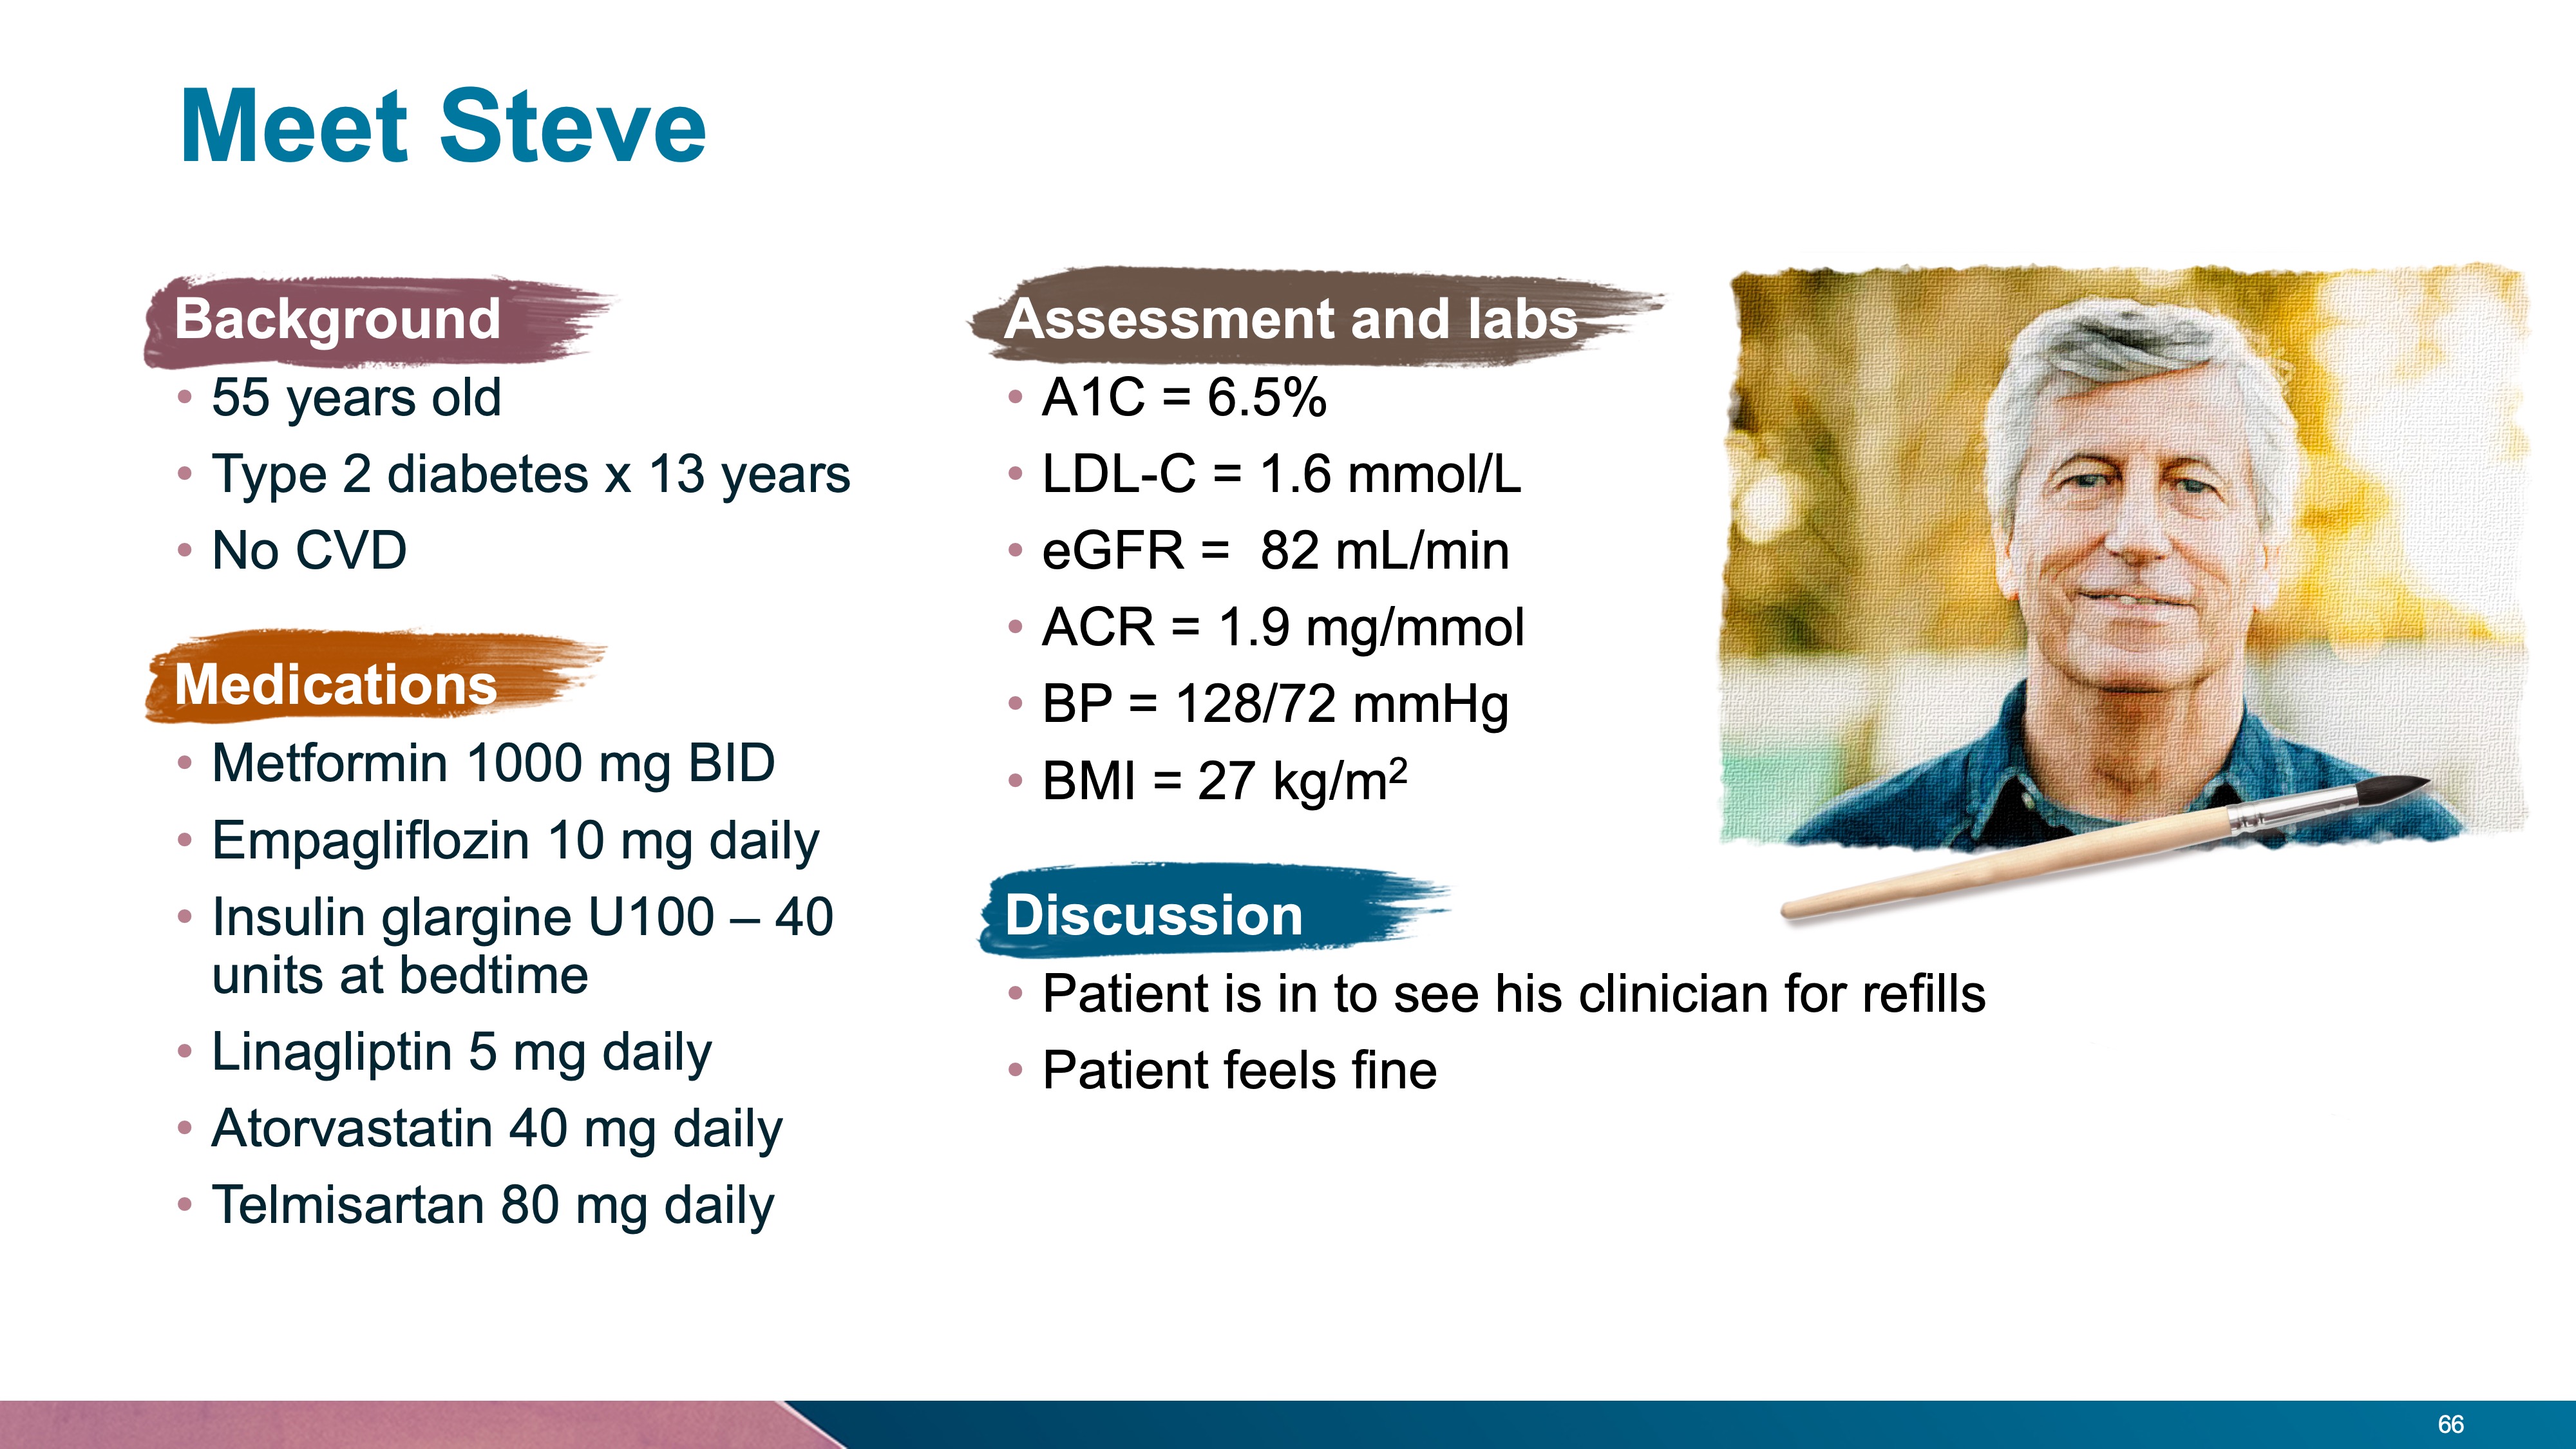 Meet Steve
Background
• 55 years old
• Type 2 diabetes x 13 years
• No CVD
Medications
• Metformin 1000 mg BID
• Empagliflozin 10 mg daily
• Insulin glargine U100 – 40
units at bedtime
• Linagliptin 5 mg daily
• Atorvastatin 40 mg daily
• Telmisartan 80 mg daily
Assessment and labs
• A1C = 6.5%
• LDL-C = 1.6 mmol/L
• eGFR =  82 mL/min
• ACR = 1.9 mg/mmol
• BP = 128/72 mmHg
• BMI = 27 kg/m²
Discussion
• Patient is in to see his clinician for refills
• Patient feels fine
66